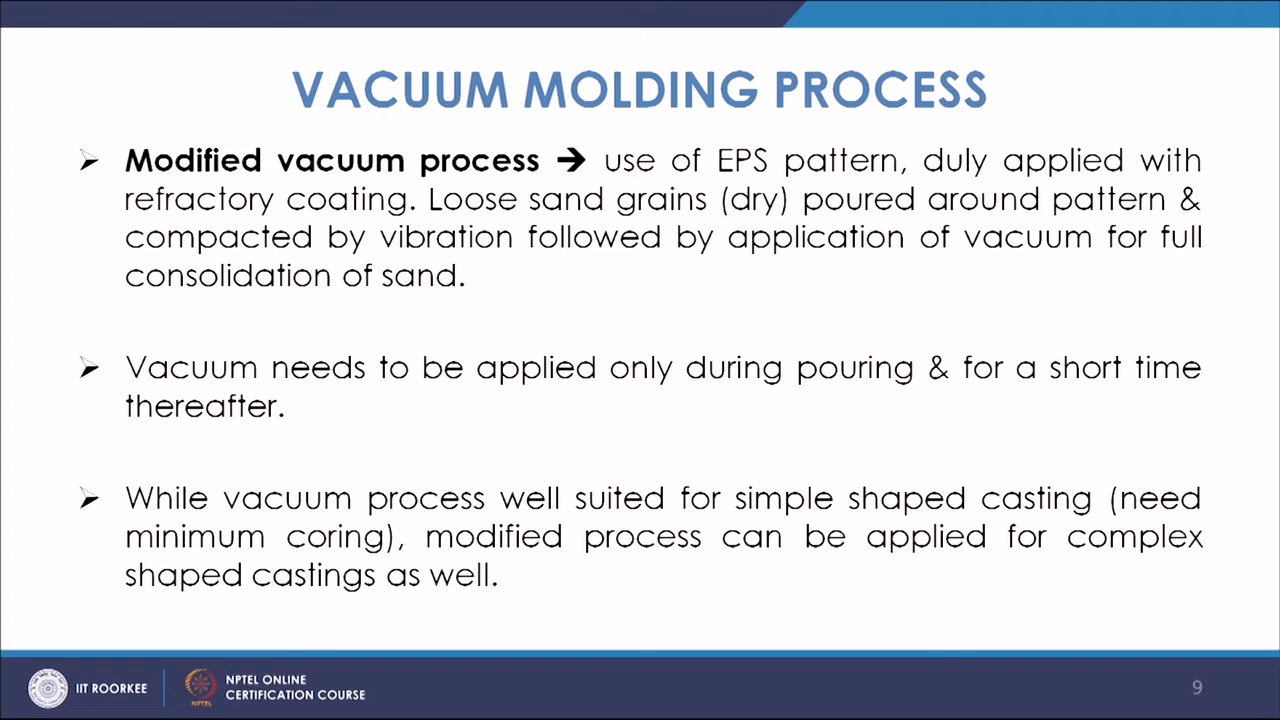 VACUUM MOLDING PROCESS
➢ Modified vacuum process ➔ use of EPS pattern, duly applied with
refractory coating. Loose sand grains (dry) poured around pattern &
compacted by vibration followed by application of vacuum for full
consolidation of sand.
➢ Vacuum needs to be applied only during pouring & for a short time
thereafter.
➢ While vacuum process well suited for simple shaped casting (need
minimum coring), modified process can be applied for complex
shaped castings as well.
IIT ROORKEE
NPTEL
NPTEL ONLINE
CERTIFICATION COURSE
9